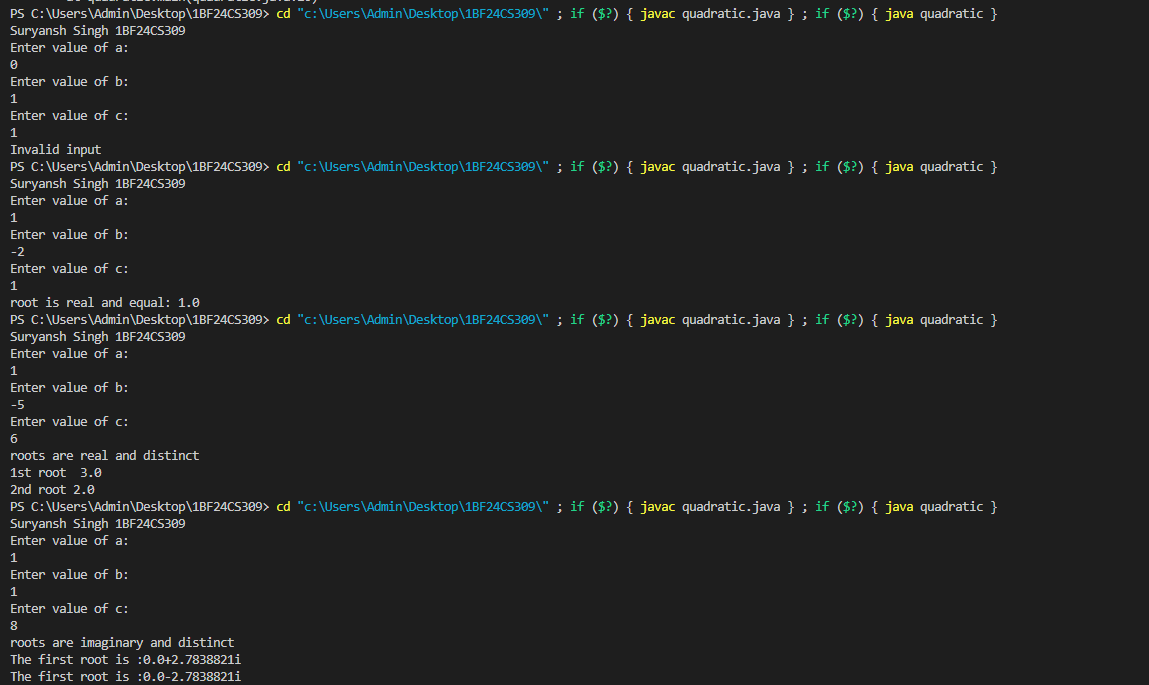 PS C:\Users\Admin\Desktop\1BF24CS309> cd "c:\Users\Admin\Desktop\1BF24CS309\" ; if ($?) { javac quadratic.java } ; if ($?) { java quadratic }
Suryansh Singh 1BF24CS309
Enter value of a:
0
Enter value of b:
1
Enter value of c:
1
Invalid input
PS C:\Users\Admin\Desktop\1BF24CS309> cd "c:\Users\Admin\Desktop\1BF24CS309\" ; if ($?) { javac quadratic.java } ; if ($?) { java quadratic }
Suryansh Singh 1BF24CS309
Enter value of a:
1
Enter value of b:
-2
Enter value of c:
1
root is real and equal: 1.0
PS C:\Users\Admin\Desktop\1BF24CS309> cd "c:\Users\Admin\Desktop\1BF24CS309\" ; if ($?) { javac quadratic.java } ; if ($?) { java quadratic }
Suryansh Singh 1BF24CS309
Enter value of a:
1
Enter value of b:
-5
Enter value of c:
6
roots are real and distinct
1st root  3.0
2nd root 2.0
PS C:\Users\Admin\Desktop\1BF24CS309> cd "c:\Users\Admin\Desktop\1BF24CS309\" ; if ($?) { javac quadratic.java } ; if ($?) { java quadratic }
Suryansh Singh 1BF24CS309
Enter value of a:
1
Enter value of b:
1
Enter value of c:
8
roots are imaginary and distinct
The first root is :0.0+2.7838821i
The first root is :0.0-2.7838821i